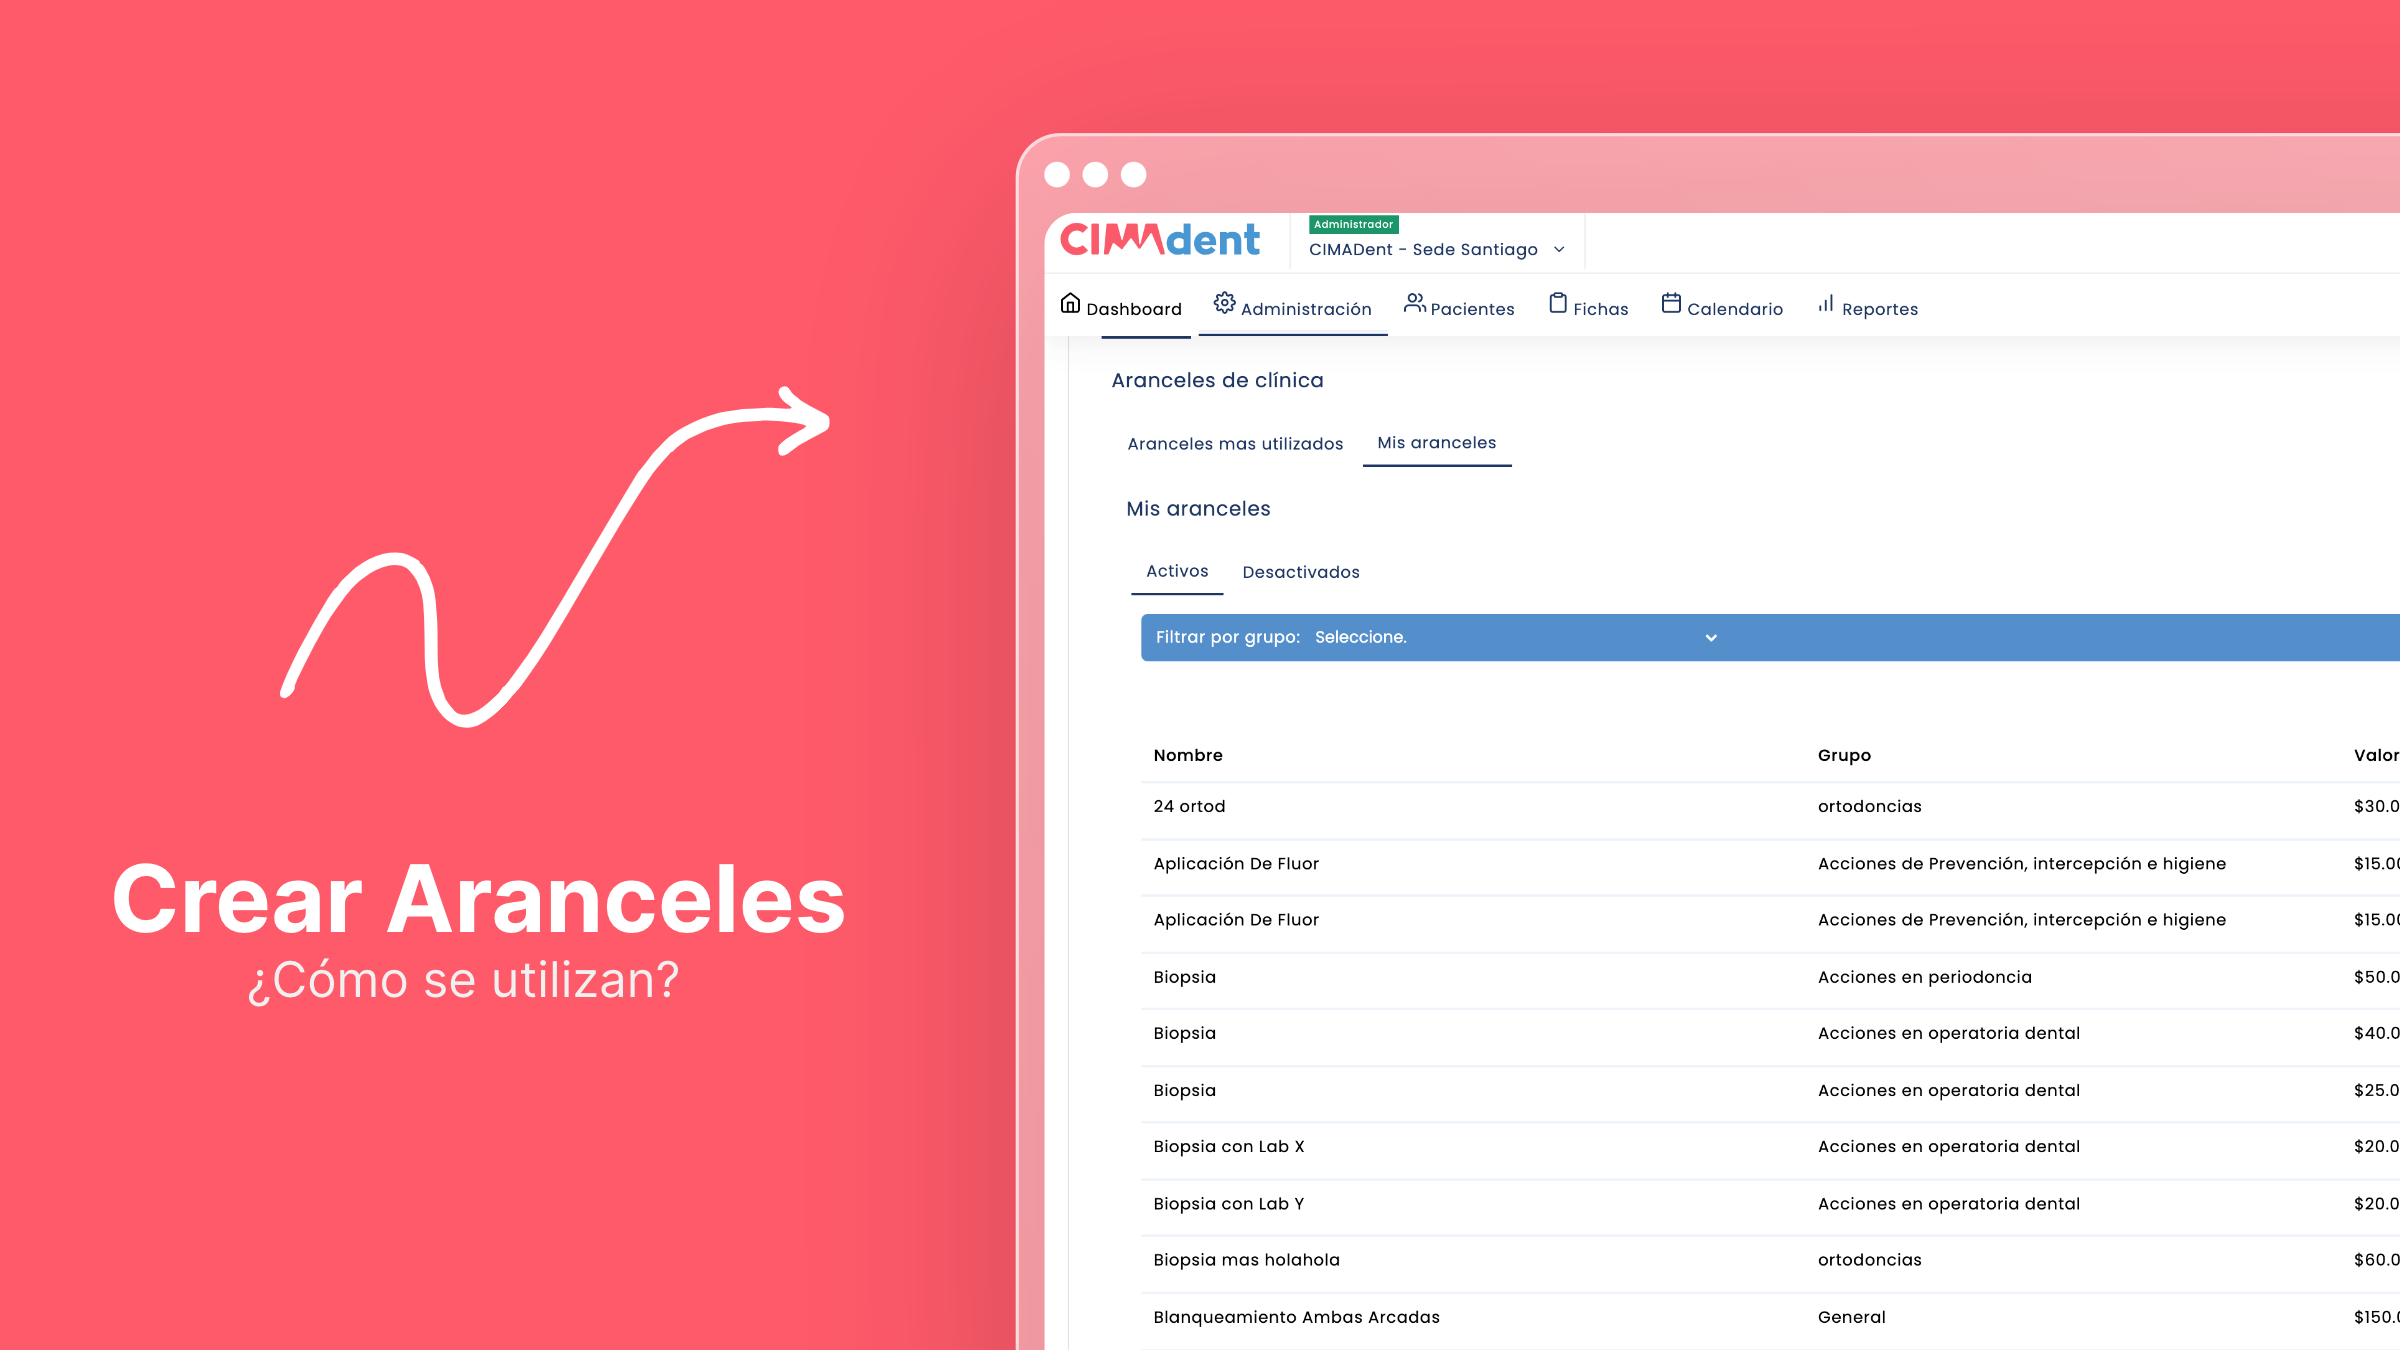 Crear Aranceles
¿Cómo se utilizan?
CIMAdent
Administrador
CIMADent - Sede Santiago
Dashboard Administración Pacientes Fichas Calendario Reportes
Aranceles de clínica
Aranceles mas utilizados Mis aranceles
Mis aranceles
Activos Desactivados
Filtrar por grupo: Seleccione.
Nombre Grupo Valor
24 ortod ortodoncias $30.0
Aplicación De Fluor Acciones de Prevención, intercepción e higiene $15.00
Aplicación De Fluor Acciones de Prevención, intercepción e higiene $15.00
Biopsia Acciones en periodoncia $50.0
Biopsia Acciones en operatoria dental $40.0
Biopsia Acciones en operatoria dental $25.0
Biopsia con Lab X Acciones en operatoria dental $20.0
Biopsia con Lab Y Acciones en operatoria dental $20.0
Biopsia mas holahola ortodoncias $60.0
Blanqueamiento Ambas Arcadas General $150.